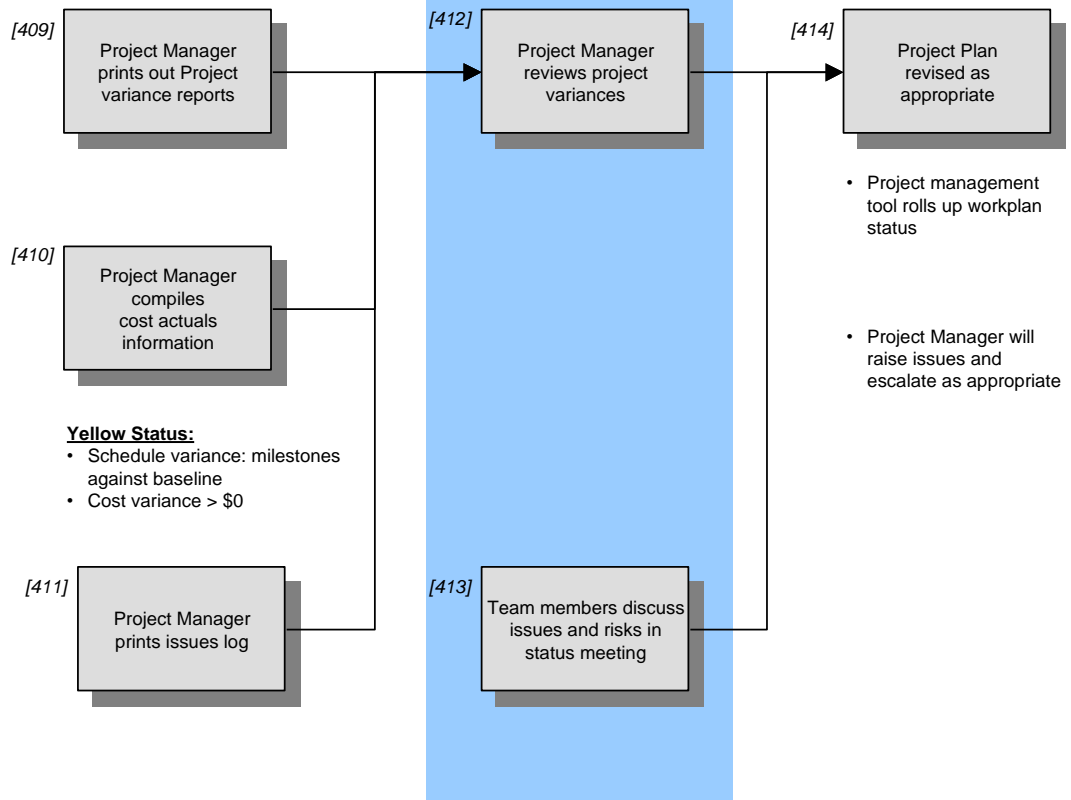 [409]
Project Manager
prints out Project
variance reports
[412]
Project Manager
reviews project
variances
[414]
Project Plan
revised as
appropriate
• Project management
tool rolls up workplan
status
[410]
Project Manager
compiles
cost actuals
information
• Project Manager will
raise issues and
escalate as appropriate
Yellow Status:
• Schedule variance: milestones
against baseline
• Cost variance > $0
[411]
Project Manager
prints issues log
[413]
Team members discuss
issues and risks in
status meeting